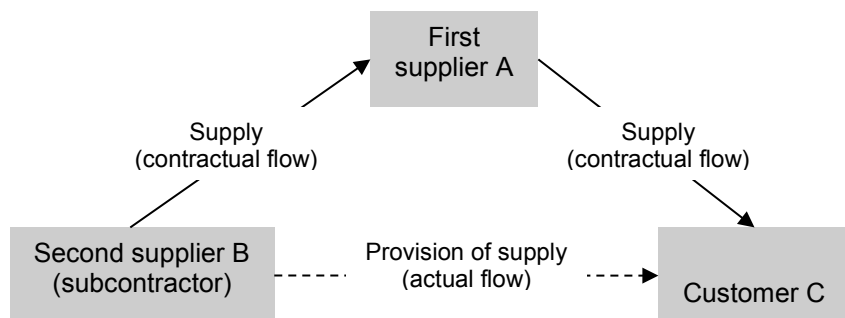 First
supplier A
Supply
(contractual flow)
Supply
(contractual flow)
Second supplier B
(subcontractor)
Provision of supply
(actual flow)
Customer C